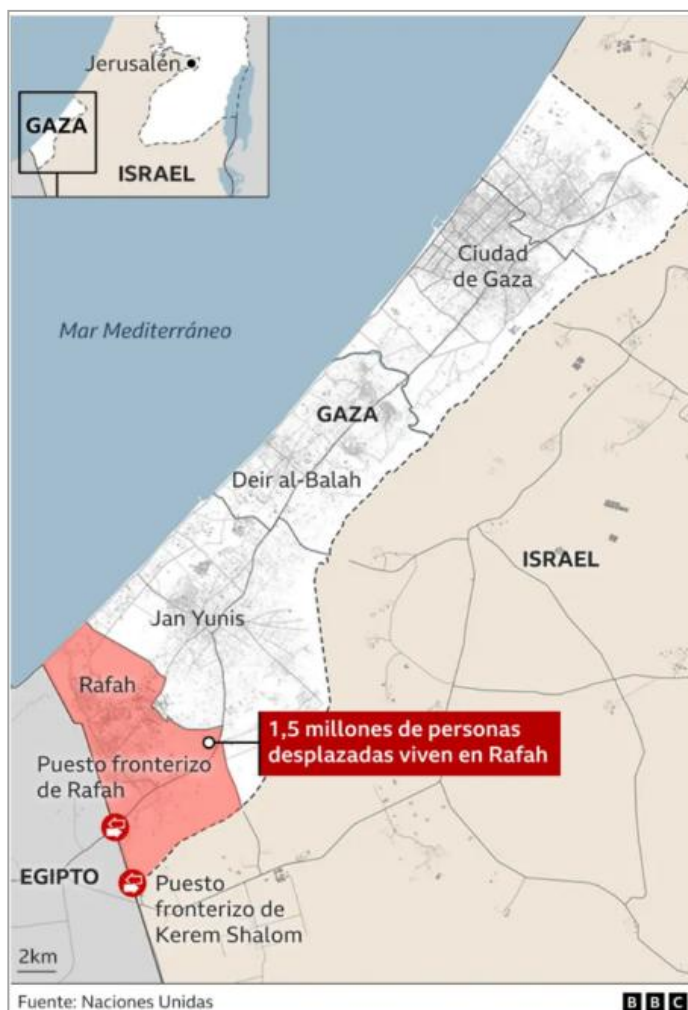 Jerusalén
GAZA
ISRAEL
Mar Mediterráneo
Ciudad
de Gaza
GAZA
Deir al-Balah
ISRAEL
Jan Yunis
Rafah
1,5 millones de personas
desplazadas viven en Rafah
Puesto fronterizo
de Rafah
EGIPTO
Puesto
fronterizo de
Kerem Shalom
2km
Fuente: Naciones Unidas
BBC